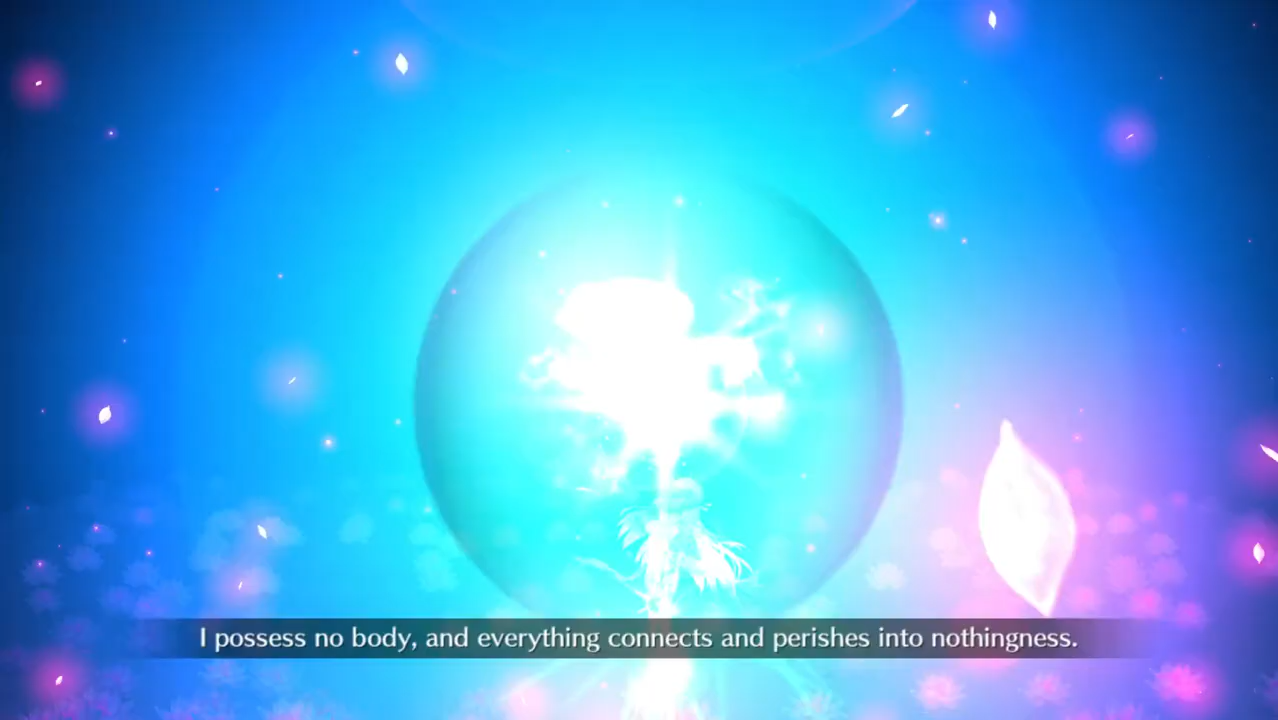 I possess no body, and everything connects and perishes into nothingness.